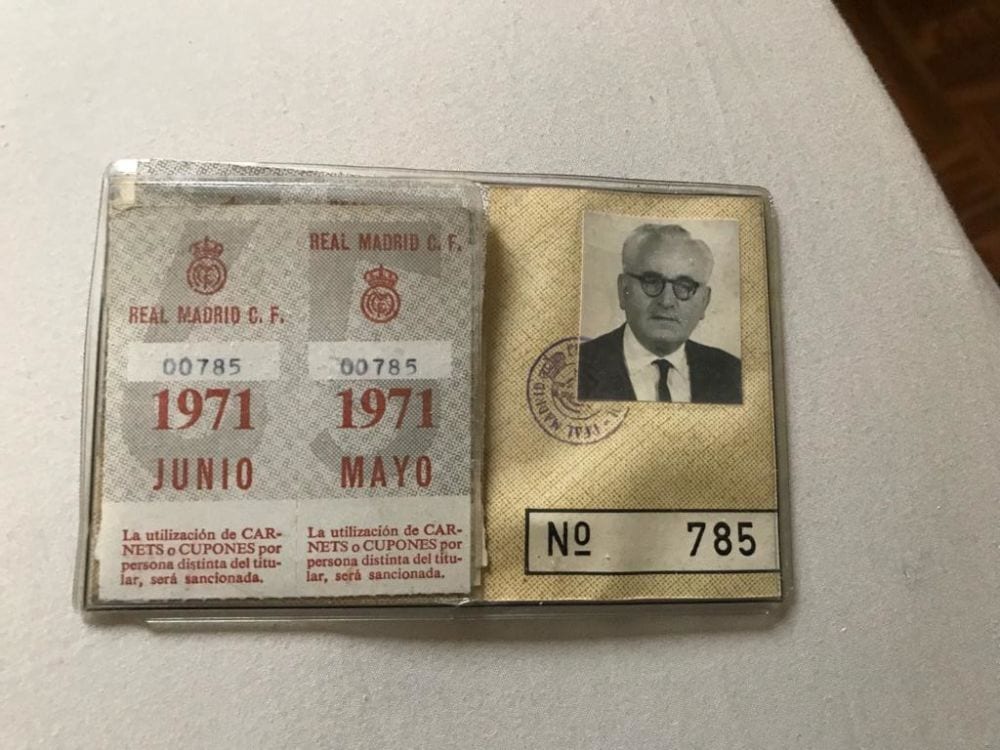 REAL MADRID C. F.
00785
1971
JUNIO
La utilización de CAR-
NETS o CUPONES por
persona distinta del titu-
lar, será sancionada.
REAL MADRID C. F.
00785
1971
MAYO
La utilización de CAR-
NETS o CUPONES por
persona distinta del titu-
lar, será sancionada.
REAL MADRID
Nº 785